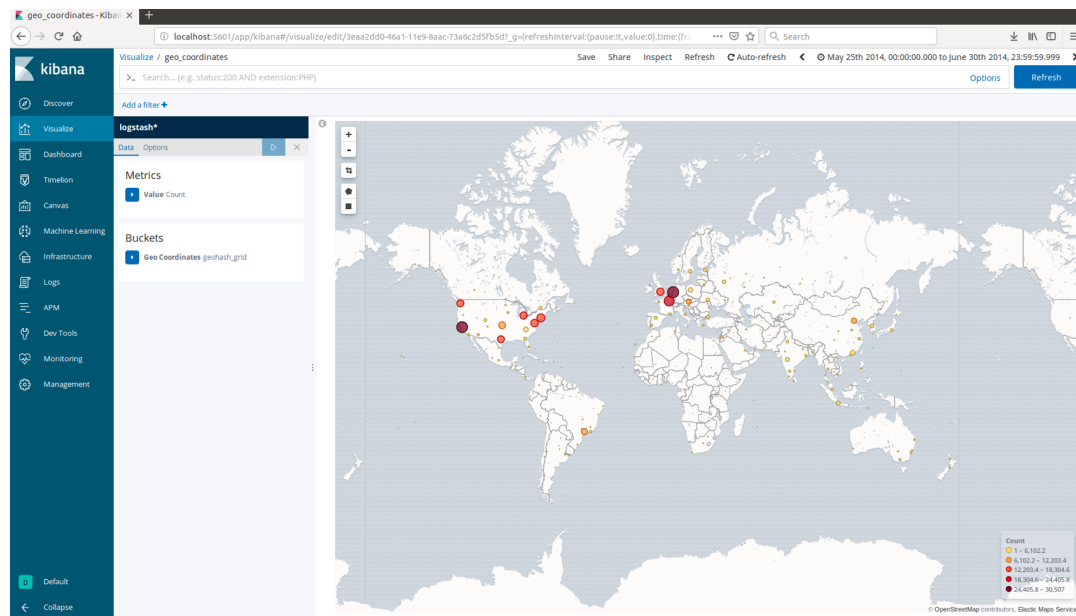 geo_coordinates - Kiban
localhost:5601/app/kibana#/visualize/edit/3eaa2dd0-46a1-11e9-8aac-73a6c2d5fb5d?_g=(refreshInterval:(pause:!t,value:0),time:(fr
Search
kibana
Visualize / geo_coordinates
Save Share Inspect Refresh Auto-refresh May 25th 2014, 00:00:00.000 to June 30th 2014, 23:59:59.999
>_ Search... (e.g. status:200 AND extension:PHP)
Options
Refresh
Add a filter +
Discover
Visualize
Dashboard
Timelion
Canvas
Machine Learning
Infrastructure
Logs
APM
Dev Tools
Monitoring
Management
D Default
Collapse
logstash*
Data Options
Metrics
Value Count
Buckets
Geo Coordinates geohash_grid
+
-
Count
1 – 6,102.2
6,102.2 – 12,203.4
12,203.4 – 18,304.6
18,304.6 – 24,405.8
24,405.8 – 30,507
© OpenStreetMap contributors, Elastic Maps Service